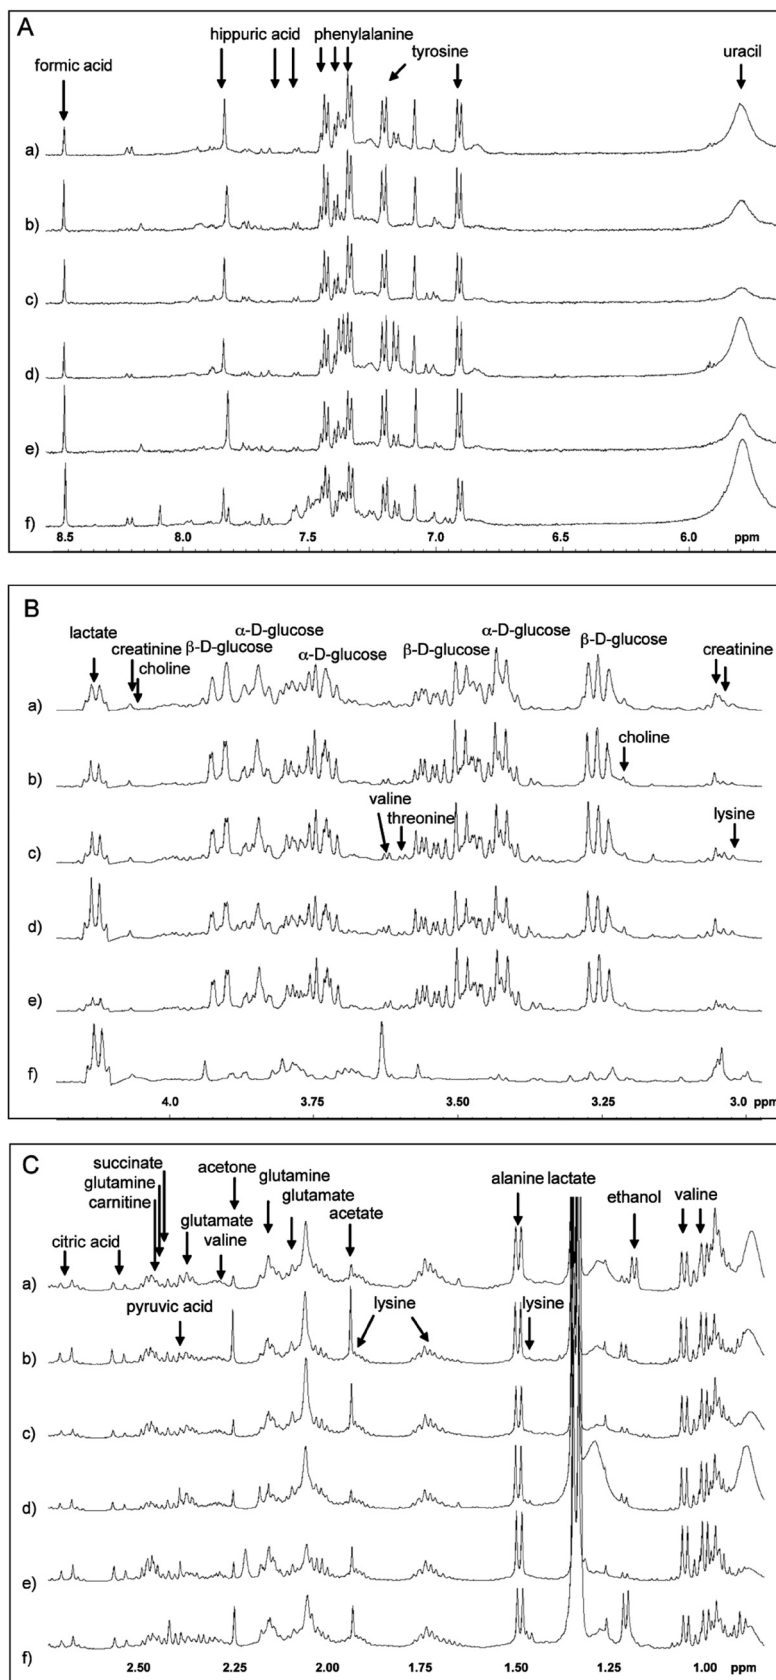 A
hippuric acid phenylalanine
formic acid tyrosine uracil
a)
b)
c)
d)
e)
f)
8.5 8.0 7.5 7.0 6.5 6.0 ppm
B
lactate creatinine choline β-D-glucose α-D-glucose α-D-glucose β-D-glucose α-D-glucose β-D-glucose creatinine
a)
choline
b)
valine threonine lysine
c)
d)
e)
f)
4.0 3.75 3.50 3.25 3.0 ppm
C
succinate
glutamine acetone glutamine alanine lactate
carnitine glutamate ethanol valine
citric acid glutamate valine acetate
a)
pyruvic acid lysine lysine
b)
c)
d)
e)
f)
2.50 2.25 2.00 1.75 1.50 1.25 1.00 ppm